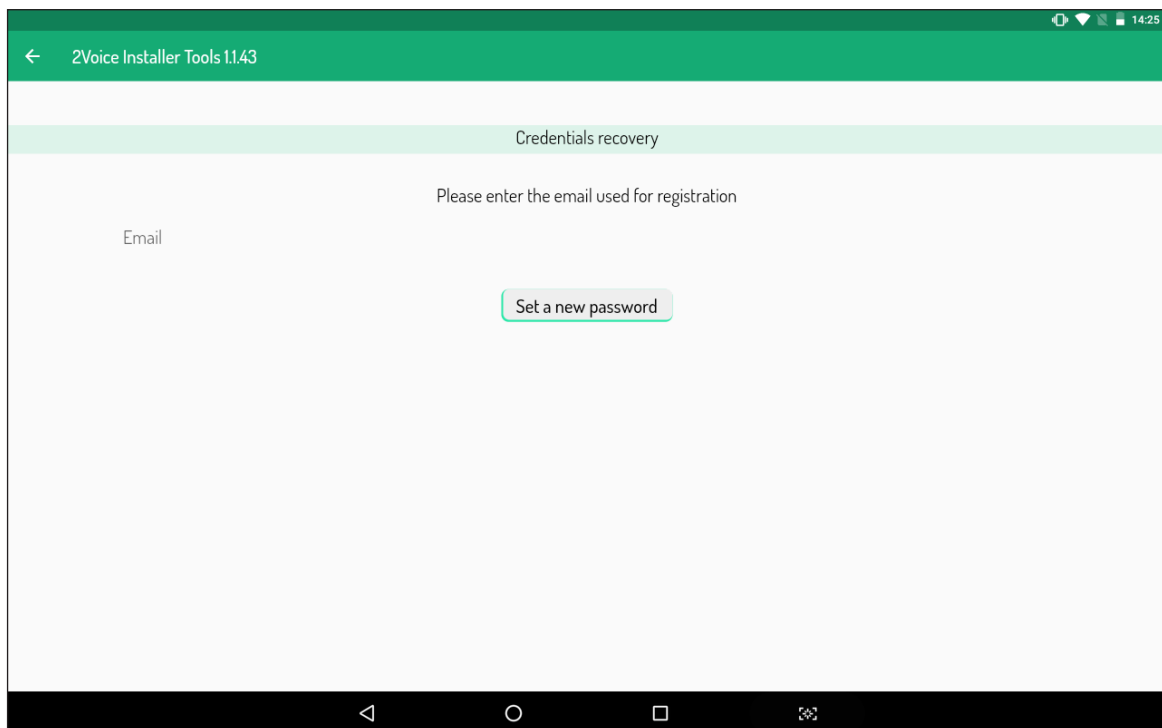 14:25
2Voice Installer Tools 1.1.43
Credentials recovery
Please enter the email used for registration
Email
Set a new password